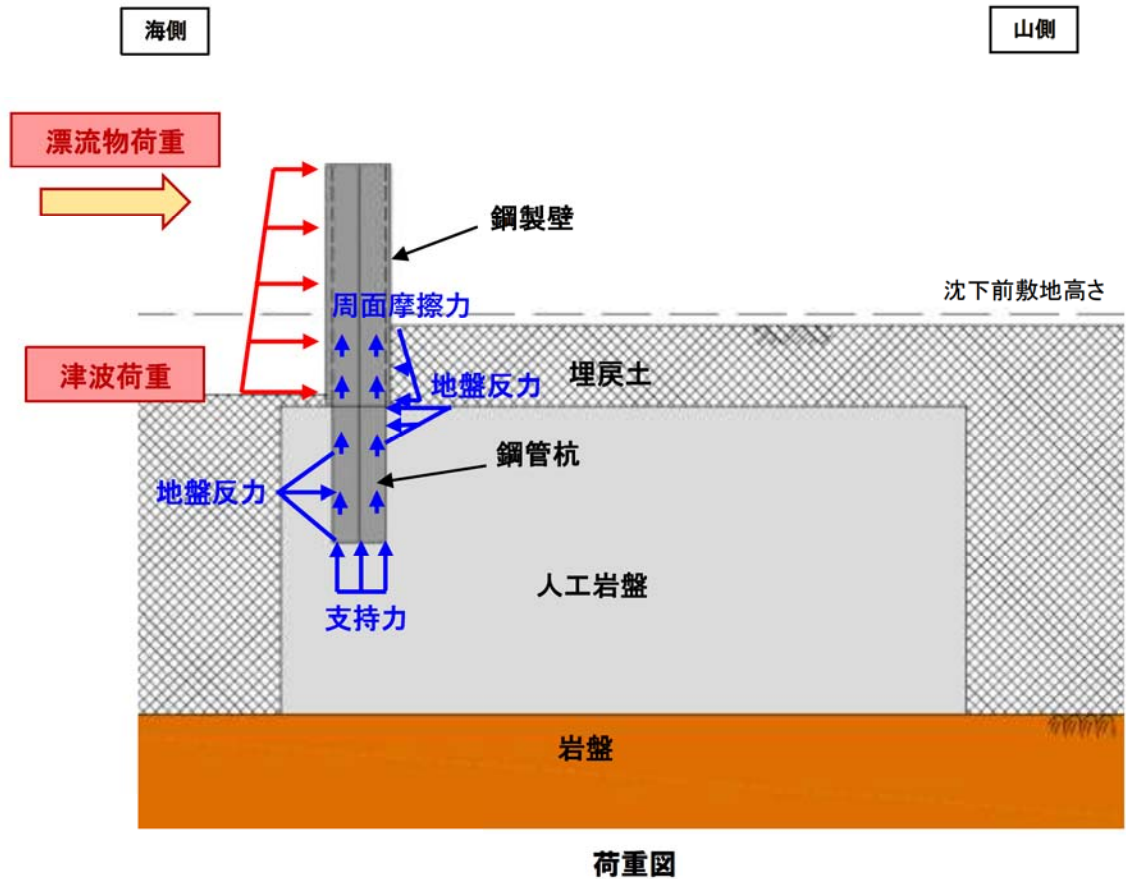 海側
山側
漂流物荷重
鋼製壁
沈下前敷地高さ
周面摩擦力
津波荷重
地盤反力
埋戻土
鋼管杭
地盤反力
人工岩盤
支持力
岩盤
荷重図